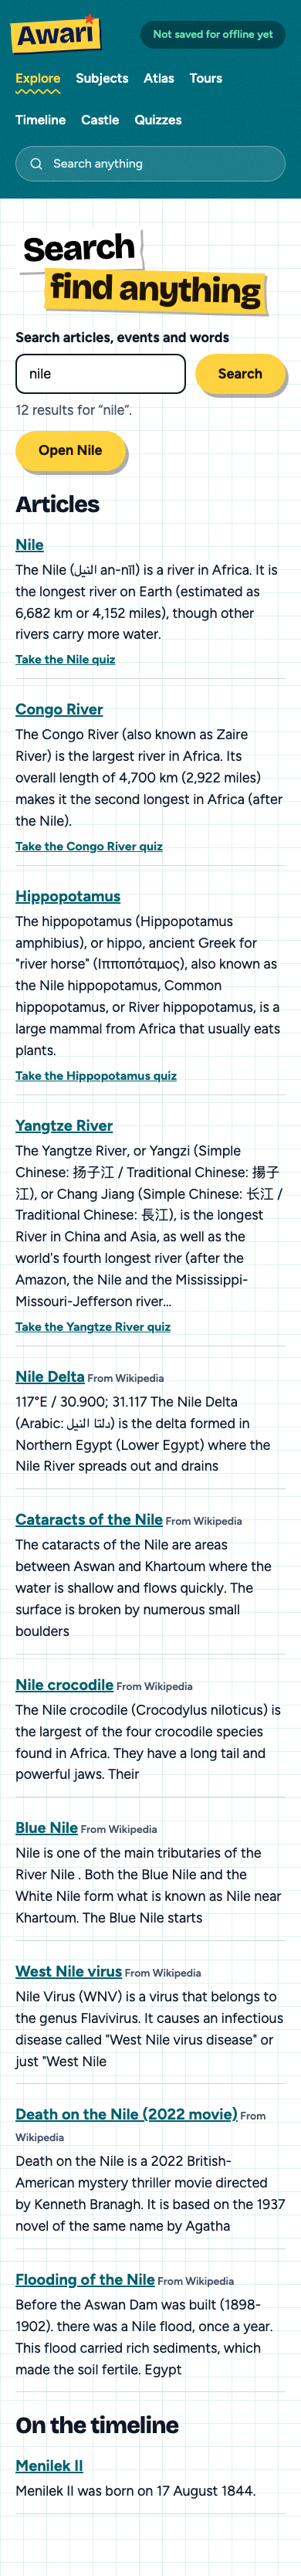 Awari
Not saved for offline yet
Explore Subjects Atlas Tours
Timeline Castle Quizzes
Search anything
Search
find anything
Search articles, events and words
nile
Search
12 results for “nile”.
Open Nile
Articles
Nile
The Nile (النيل an-nīl) is a river in Africa. It is
the longest river on Earth (estimated as
6,682 km or 4,152 miles), though other
rivers carry more water.
Take the Nile quiz
Congo River
The Congo River (also known as Zaire
River) is the largest river in Africa. Its
overall length of 4,700 km (2,922 miles)
makes it the second longest in Africa (after
the Nile).
Take the Congo River quiz
Hippopotamus
The hippopotamus (Hippopotamus
amphibius), or hippo, ancient Greek for
"river horse" (Ιπποπόταμος), also known as
the Nile hippopotamus, Common
hippopotamus, or River hippopotamus, is a
large mammal from Africa that usually eats
plants.
Take the Hippopotamus quiz
Yangtze River
The Yangtze River, or Yangzi (Simple
Chinese: 扬子江 / Traditional Chinese: 揚子
江), or Chang Jiang (Simple Chinese: 长江 /
Traditional Chinese: 長江), is the longest
River in China and Asia, as well as the
world's fourth longest river (after the
Amazon, the Nile and the Mississippi-
Missouri-Jefferson river...
Take the Yangtze River quiz
Nile Delta From Wikipedia
117°E / 30.900; 31.117 The Nile Delta
(Arabic: دلتا النيل) is the delta formed in
Northern Egypt (Lower Egypt) where the
Nile River spreads out and drains
Cataracts of the Nile From Wikipedia
The cataracts of the Nile are areas
between Aswan and Khartoum where the
water is shallow and flows quickly. The
surface is broken by numerous small
boulders
Nile crocodile From Wikipedia
The Nile crocodile (Crocodylus niloticus) is
the largest of the four crocodile species
found in Africa. They have a long tail and
powerful jaws. Their
Blue Nile From Wikipedia
Nile is one of the main tributaries of the
River Nile . Both the Blue Nile and the
White Nile form what is known as Nile near
Khartoum. The Blue Nile starts
West Nile virus From Wikipedia
Nile Virus (WNV) is a virus that belongs to
the genus Flavivirus. It causes an infectious
disease called "West Nile virus disease" or
just "West Nile
Death on the Nile (2022 movie) From
Wikipedia
Death on the Nile is a 2022 British-
American mystery thriller movie directed
by Kenneth Branagh. It is based on the 1937
novel of the same name by Agatha
Flooding of the Nile From Wikipedia
Before the Aswan Dam was built (1898-
1902). there was a Nile flood, once a year.
This flood carried rich sediments, which
made the soil fertile. Egypt
On the timeline
Menilek II
Menilek II was born on 17 August 1844.